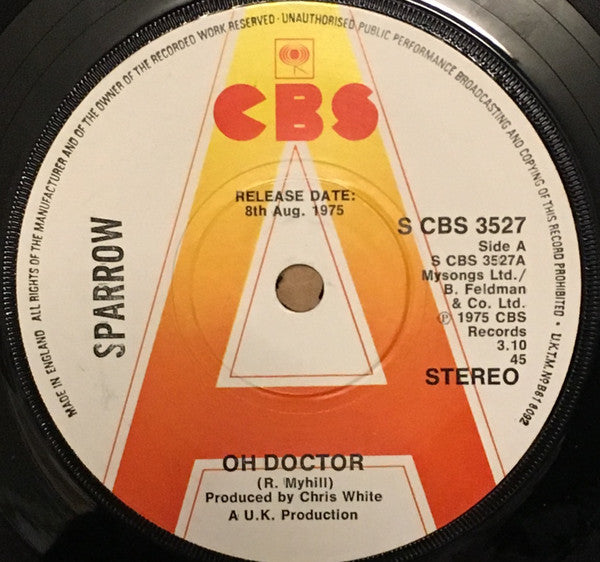 MADE IN ENGLAND · ALL RIGHTS OF THE MANUFACTURER AND OF THE OWNER OF THE RECORDED WORK RESERVED · UNAUTHORISED PUBLIC PERFORMANCE BROADCASTING AND COPYING OF THIS RECORD PROHIBITED · U.K.T.M. Nº B618092
CBS
RELEASE DATE:
8th Aug. 1975
SPARROW
S CBS 3527
Side A
S CBS 3527A
Mysongs Ltd./
B. Feldman
& Co. Ltd.
℗ 1975 CBS
Records
3.10
45
STEREO
A
OH DOCTOR
(R. Myhill)
Produced by Chris White
A U.K. Production